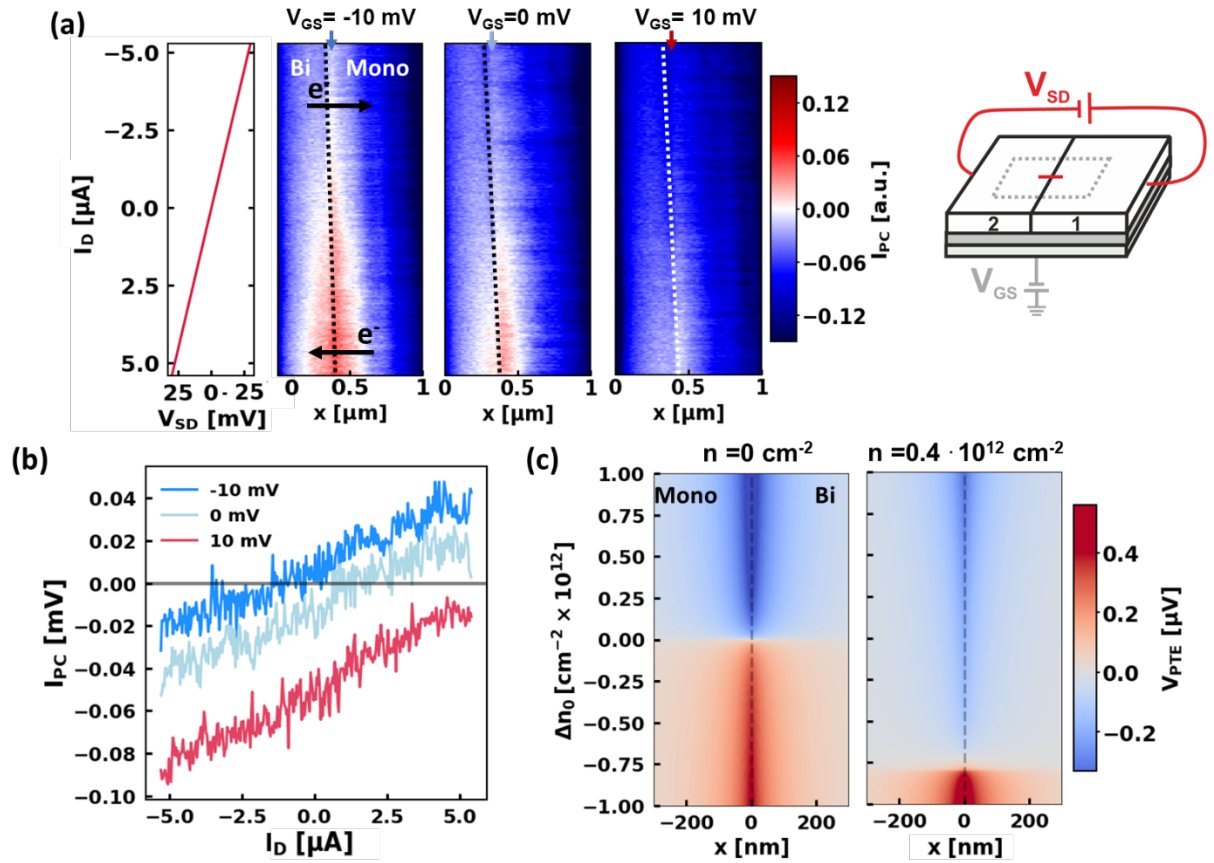 (a)
V_GS= -10 mV
V_GS=0 mV
V_GS= 10 mV
Bi Mono
e⁻
e⁻
I_D [µA]
−5.0
−2.5
0.0
2.5
5.0
25 0- -25
V_SD [mV]
0 0.5 1
x [µm]
0 0.5 1
x [µm]
0 0.5 1
x [µm]
0.12
0.06
0.00
−0.06
−0.12
I_PC [a.u.]
V_SD
2 1
V_GS
(b)
-10 mV
0 mV
10 mV
I_PC [mV]
0.04
0.02
0.00
−0.02
−0.04
−0.06
−0.08
−0.10
−5.0 −2.5 0.0 2.5 5.0
I_D [µA]
(c)
n =0 cm⁻²
n =0.4 · 10¹² cm⁻²
Mono Bi
Δn₀ [cm⁻² × 10¹²]
1.00
0.75
0.50
0.25
0.00
−0.25
−0.50
−0.75
−1.00
−200 0 200
x [nm]
−200 0 200
x [nm]
0.4
0.2
0.0
−0.2
V_PTE [µV]